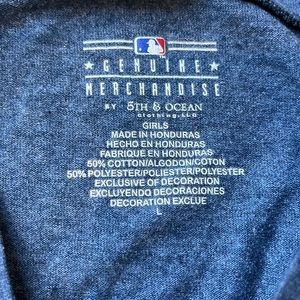 GENUINE
MERCHANDISE
BY 5TH & OCEAN
Clothing, LLC
GIRLS
MADE IN HONDURAS
HECHO EN HONDURAS
FABRIQUE EN HONDURAS
50% COTTON/ALGODON/COTON
50% POLYESTER/POLIESTER/POLYESTER
EXCLUSIVE OF DECORATION
EXCLUYENDO DECORACIONES
DECORATION EXCLUE
L